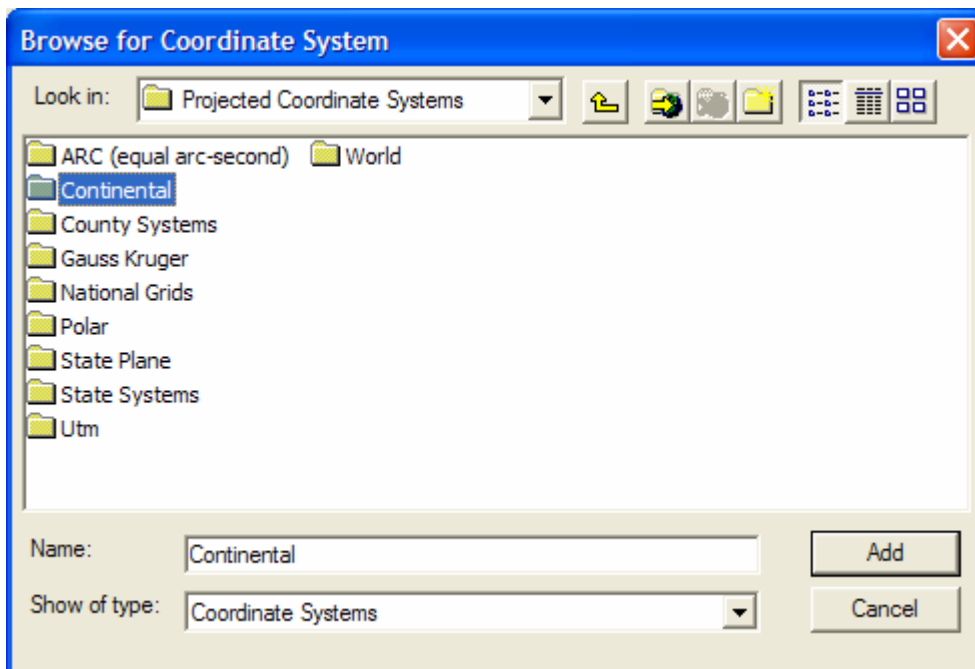 Browse for Coordinate System
Look in: Projected Coordinate Systems
ARC (equal arc-second) World
Continental
County Systems
Gauss Kruger
National Grids
Polar
State Plane
State Systems
Utm
Name: Continental Add
Show of type: Coordinate Systems Cancel